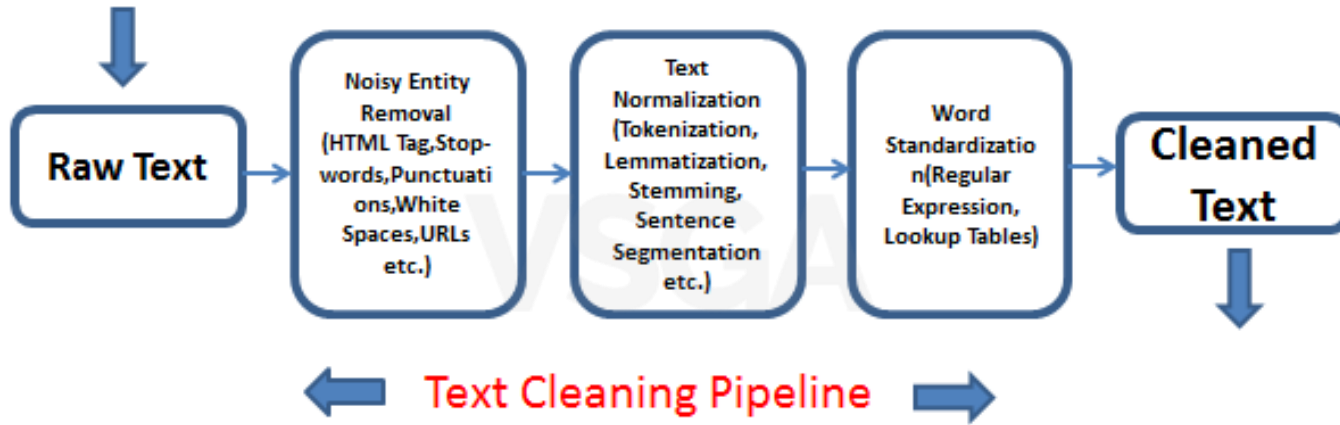 Raw Text
Noisy Entity
Removal
(HTML Tag,Stop-
words,Punctuati
ons,White
Spaces,URLs
etc.)
Text
Normalization
(Tokenization,
Lemmatization,
Stemming,
Sentence
Segmentation
etc.)
Word
Standardizatio
n(Regular
Expression,
Lookup Tables)
Cleaned
Text
VSGA
Text Cleaning Pipeline